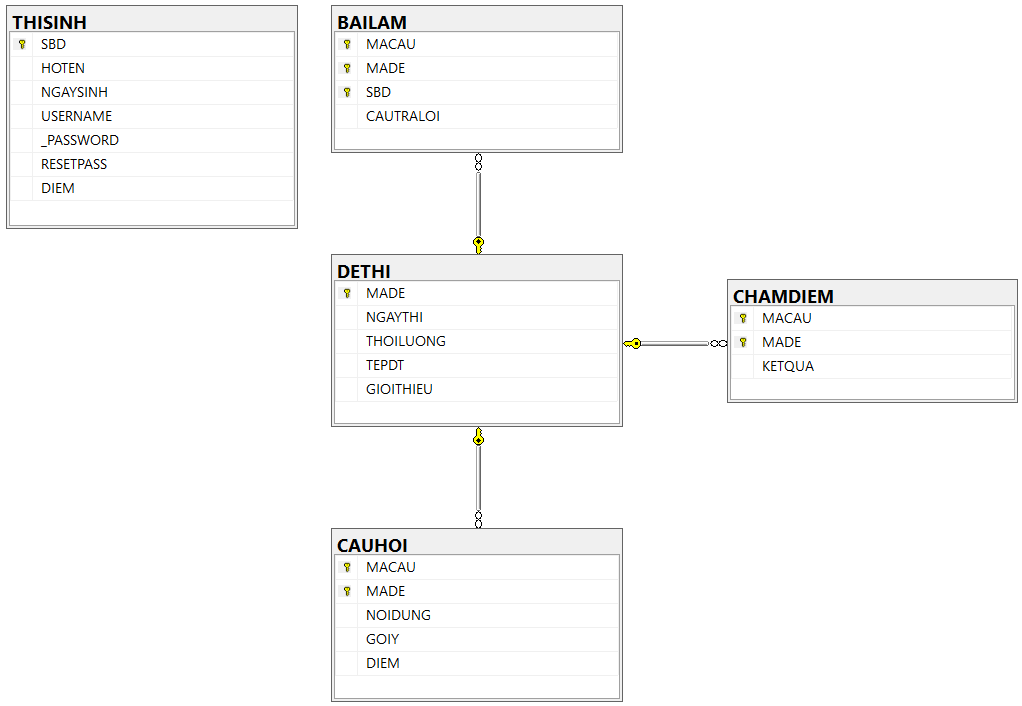 THISINH
SBD
HOTEN
NGAYSINH
USERNAME
_PASSWORD
RESETPASS
DIEM
BAILAM
MACAU
MADE
SBD
CAUTRALOI
DETHI
MADE
NGAYTHI
THOILUONG
TEPDT
GIOITHIEU
CHAMDIEM
MACAU
MADE
KETQUA
CAUHOI
MACAU
MADE
NOIDUNG
GOIY
DIEM